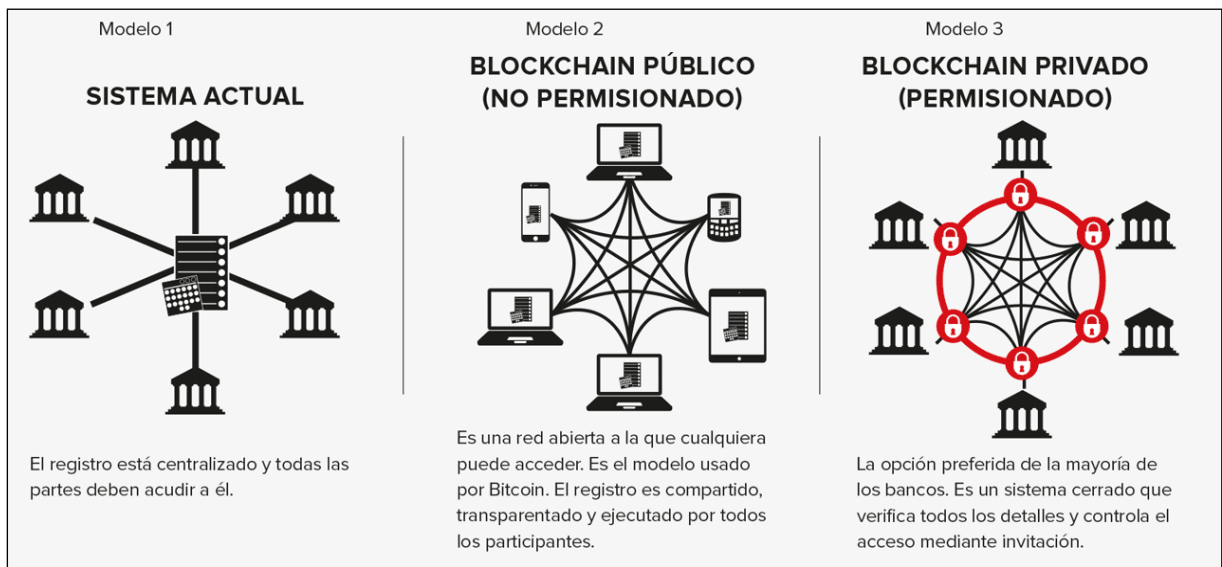 Modelo 1
SISTEMA ACTUAL
El registro está centralizado y todas las
partes deben acudir a él.
Modelo 2
BLOCKCHAIN PÚBLICO
(NO PERMISIONADO)
Es una red abierta a la que cualquiera
puede acceder. Es el modelo usado
por Bitcoin. El registro es compartido,
transparentado y ejecutado por todos
los participantes.
Modelo 3
BLOCKCHAIN PRIVADO
(PERMISIONADO)
La opción preferida de la mayoría de
los bancos. Es un sistema cerrado que
verifica todos los detalles y controla el
acceso mediante invitación.